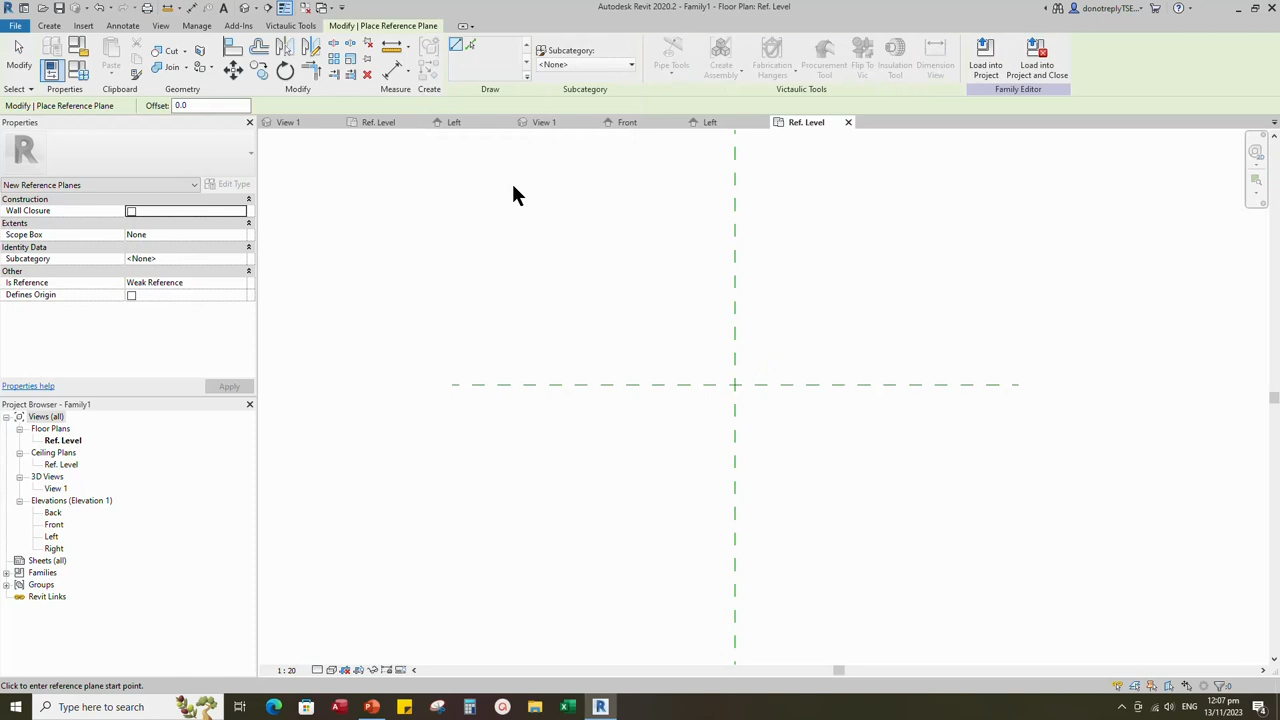 Autodesk Revit 2020.2 - Family1 - Floor Plan: Ref. Level
donotreplyTSE...
File Create Insert Annotate View Manage Add-Ins Victaulic Tools Modify | Place Reference Plane
Modify
Cut
Join
Paste
Subcategory:
<None>
Pipe Tools
Create Assembly
Fabrication Hangers
Procurement Tool
Flip To Vic
Insulation Tool
Dimension View
Load into Project
Load into Project and Close
Select Properties Clipboard Geometry Modify Measure Create Draw Subcategory Victaulic Tools Family Editor
Modify | Place Reference Plane Offset: 0.0
Properties
View 1 Ref. Level Left View 1 Front Left Ref. Level
New Reference Planes Edit Type
Construction
Wall Closure
Extents
Scope Box None
Identity Data
Subcategory <None>
Other
Is Reference Weak Reference
Defines Origin
Properties help Apply
Project Browser - Family1
Views (all)
Floor Plans
Ref. Level
Ceiling Plans
Ref. Level
3D Views
View 1
Elevations (Elevation 1)
Back
Front
Left
Right
Sheets (all)
Families
Groups
Revit Links
1 : 20
Click to enter reference plane start point.
:0
Type here to search
12:07 pm
13/11/2023